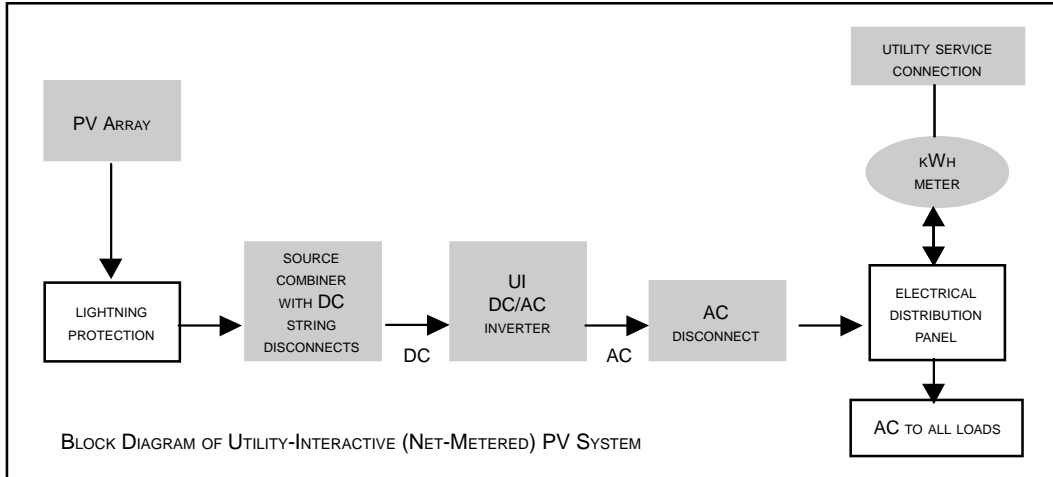 UTILITY SERVICE
CONNECTION
PV ARRAY
KWH
METER
LIGHTNING
PROTECTION
SOURCE
COMBINER
WITH DC
STRING
DISCONNECTS
DC
UI
DC/AC
INVERTER
AC
AC
DISCONNECT
ELECTRICAL
DISTRIBUTION
PANEL
AC TO ALL LOADS
BLOCK DIAGRAM OF UTILITY-INTERACTIVE (NET-METERED) PV SYSTEM